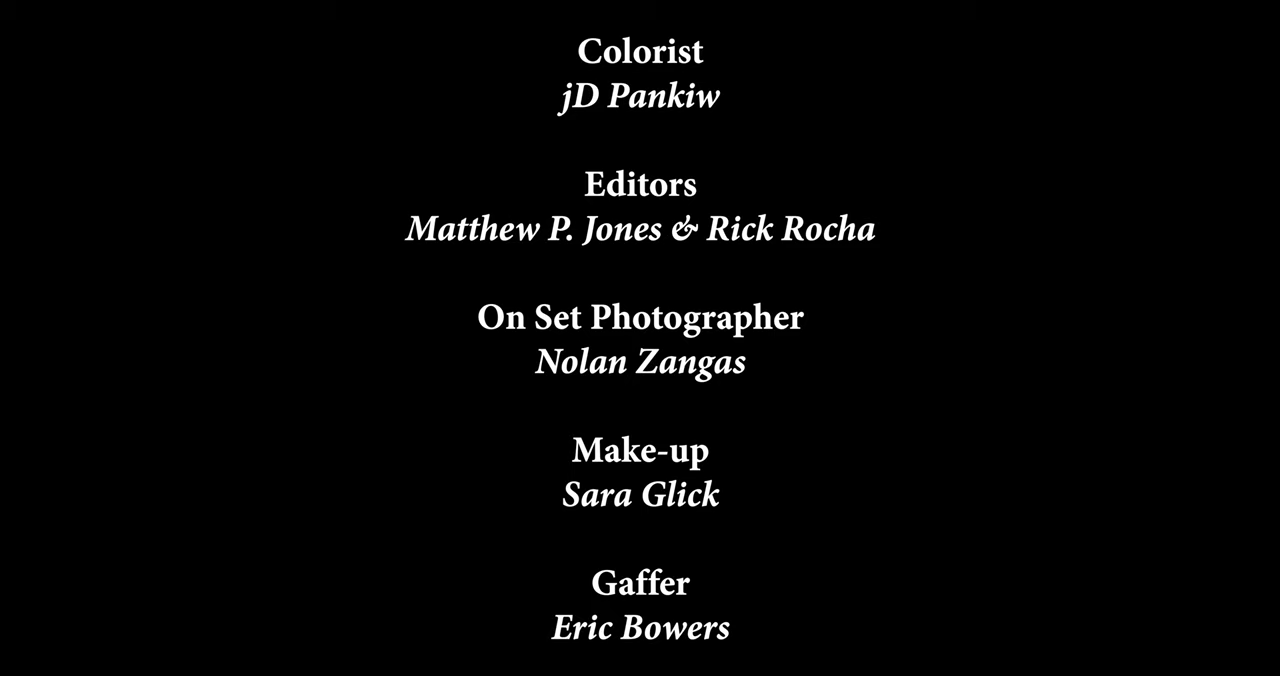 Colorist
jD Pankiw
Editors
Matthew P. Jones & Rick Rocha
On Set Photographer
Nolan Zangas
Make-up
Sara Glick
Gaffer
Eric Bowers